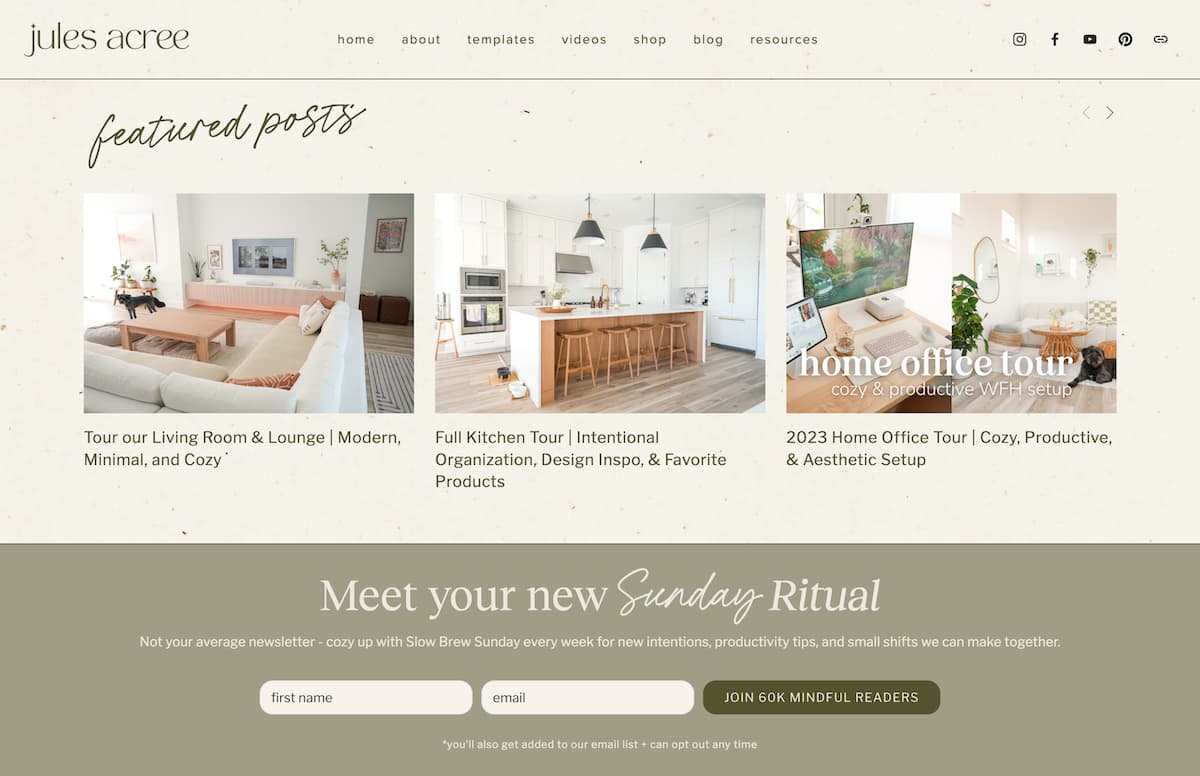 jules acree
home about templates videos shop blog resources
featured posts
home office tour
cozy & productive WFH setup
Tour our Living Room & Lounge | Modern,
Minimal, and Cozy
Full Kitchen Tour | Intentional
Organization, Design Inspo, & Favorite
Products
2023 Home Office Tour | Cozy, Productive,
& Aesthetic Setup
Meet your new Sunday Ritual
Not your average newsletter - cozy up with Slow Brew Sunday every week for new intentions, productivity tips, and small shifts we can make together.
first name
email
JOIN 60K MINDFUL READERS
*you'll also get added to our email list + can opt out any time